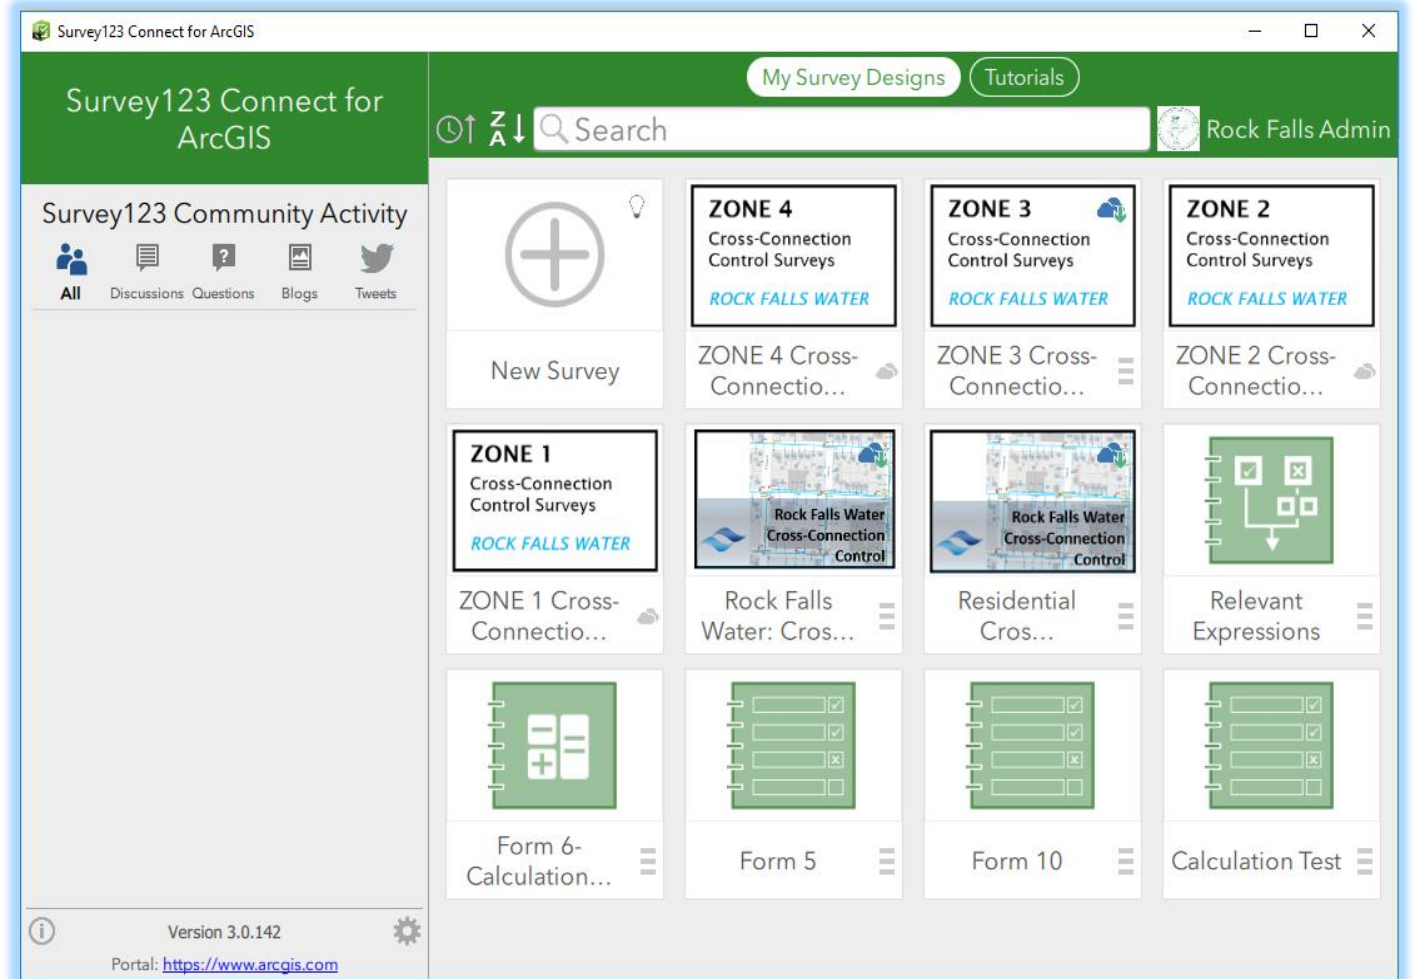 Survey123 Connect for ArcGIS
Survey123 Connect for
ArcGIS
My Survey Designs
Tutorials
Z
A
Search
Rock Falls Admin
Survey123 Community Activity
All
Discussions
Questions
Blogs
Tweets
New Survey
ZONE 4
Cross-Connection
Control Surveys
ROCK FALLS WATER
ZONE 4 Cross-
Connectio...
ZONE 3
Cross-Connection
Control Surveys
ROCK FALLS WATER
ZONE 3 Cross-
Connectio...
ZONE 2
Cross-Connection
Control Surveys
ROCK FALLS WATER
ZONE 2 Cross-
Connectio...
ZONE 1
Cross-Connection
Control Surveys
ROCK FALLS WATER
ZONE 1 Cross-
Connectio...
Rock Falls Water
Cross-Connection
Control
Rock Falls
Water: Cros...
Rock Falls Water
Cross-Connection
Control
Residential
Cros...
Relevant
Expressions
Form 6-
Calculation...
Form 5
Form 10
Calculation Test
Version 3.0.142
Portal: https://www.arcgis.com